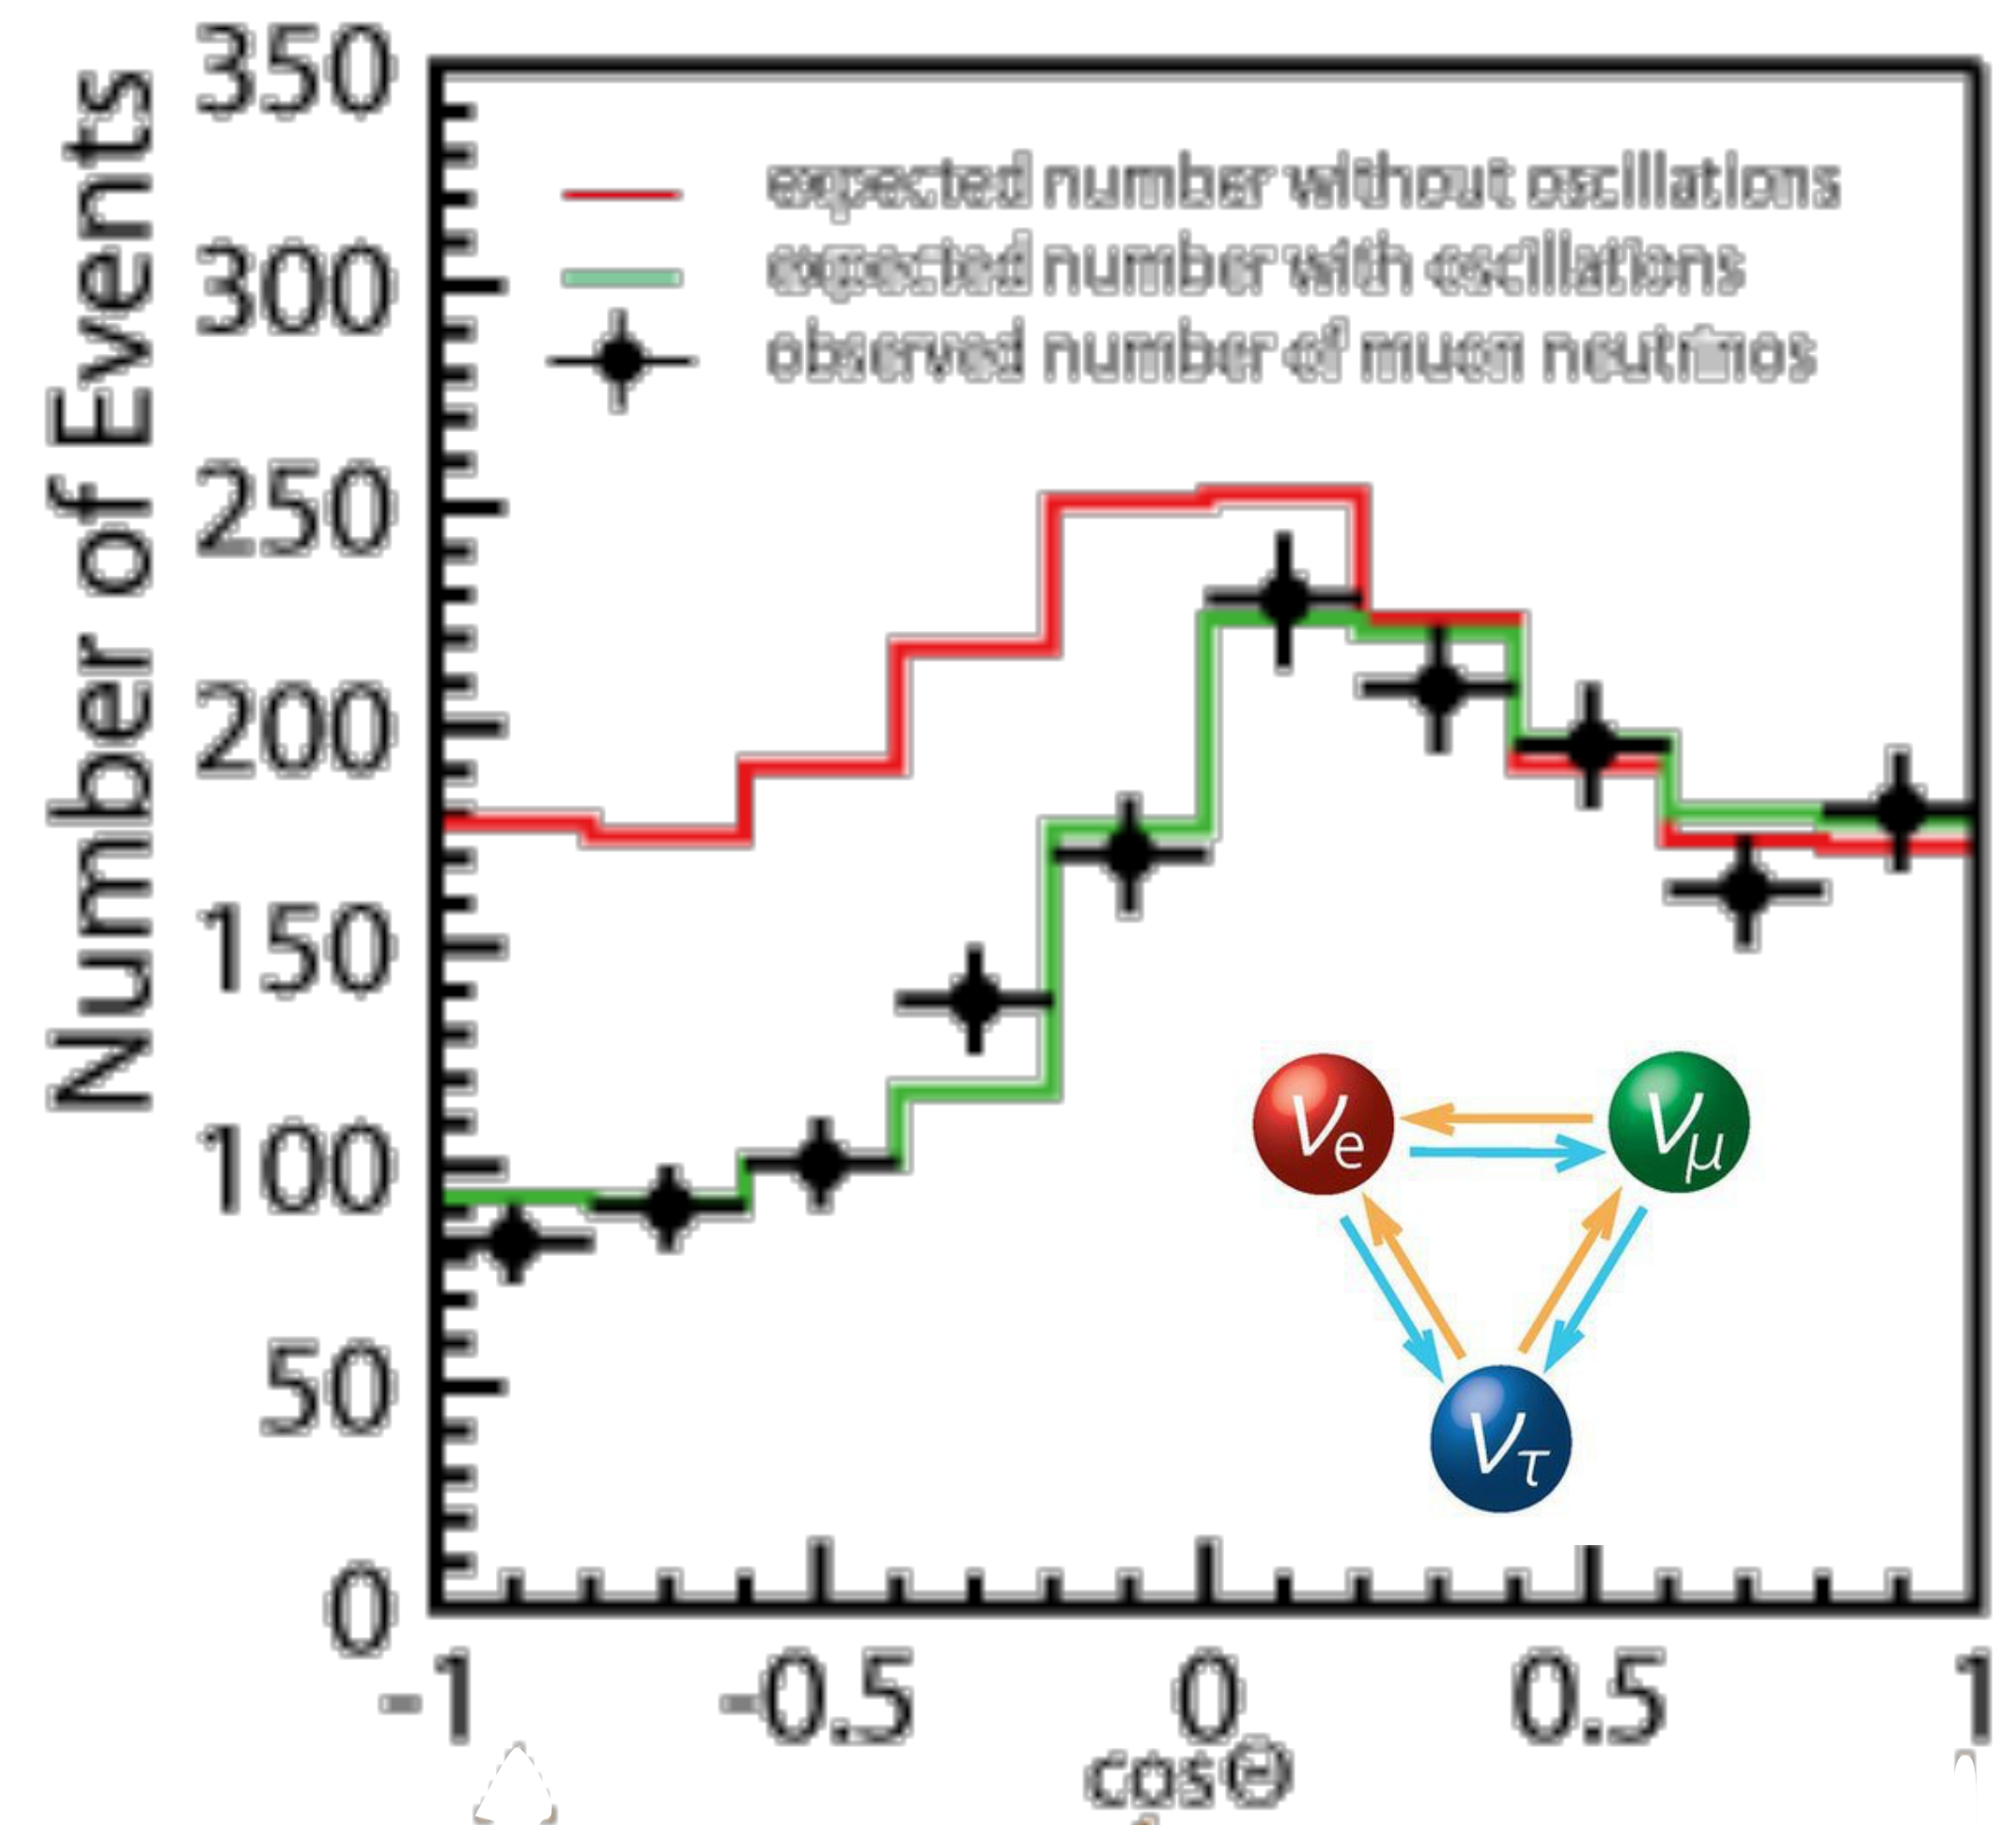 Number of Events
350
300
250
200
150
100
50
0
expected number without oscillations
expected number with oscillations
observed number of muon neutrinos
νe
νμ
ντ
-1 -0.5 0 0.5 1
cosΘ